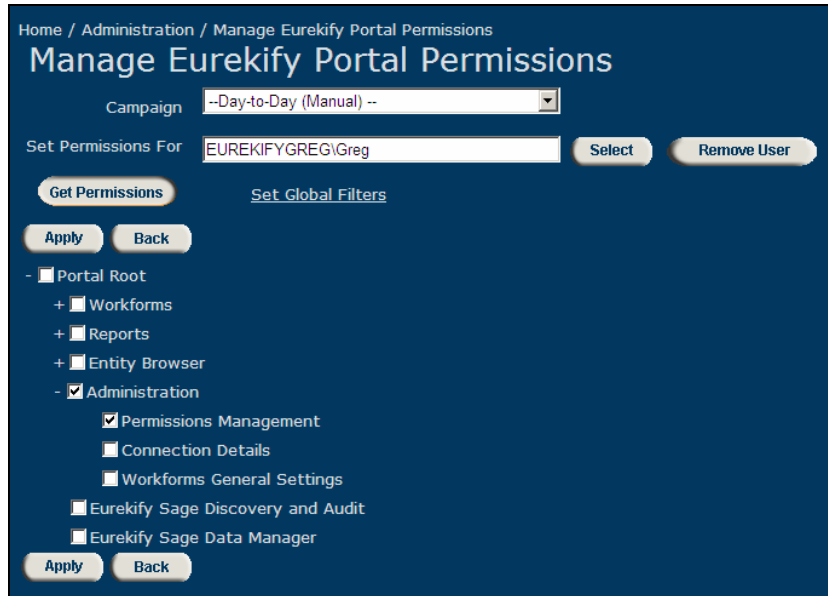 Home / Administration / Manage Eurekify Portal Permissions
Manage Eurekify Portal Permissions
Campaign --Day-to-Day (Manual) --
Set Permissions For EUREKIFYGREG\Greg Select Remove User
Get Permissions Set Global Filters
Apply Back
- Portal Root
+ Workforms
+ Reports
+ Entity Browser
- Administration
Permissions Management
Connection Details
Workforms General Settings
Eurekify Sage Discovery and Audit
Eurekify Sage Data Manager
Apply Back